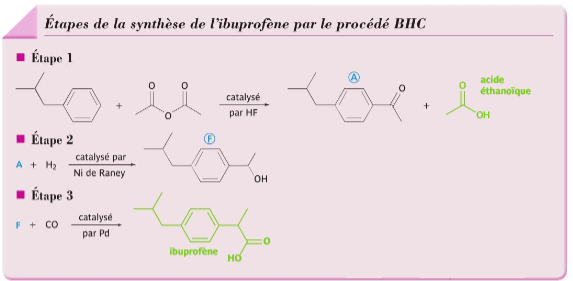 Étapes de la synthèse de l'ibuprofène par le procédé BHC
Étape 1
O O O
+
catalysé
par HF
A
O
+
acide
éthanoïque
O
OH
Étape 2
A + H₂
catalysé par
Ni de Raney
F
OH
Étape 3
F + CO
catalysé
par Pd
ibuprofène
O
HO